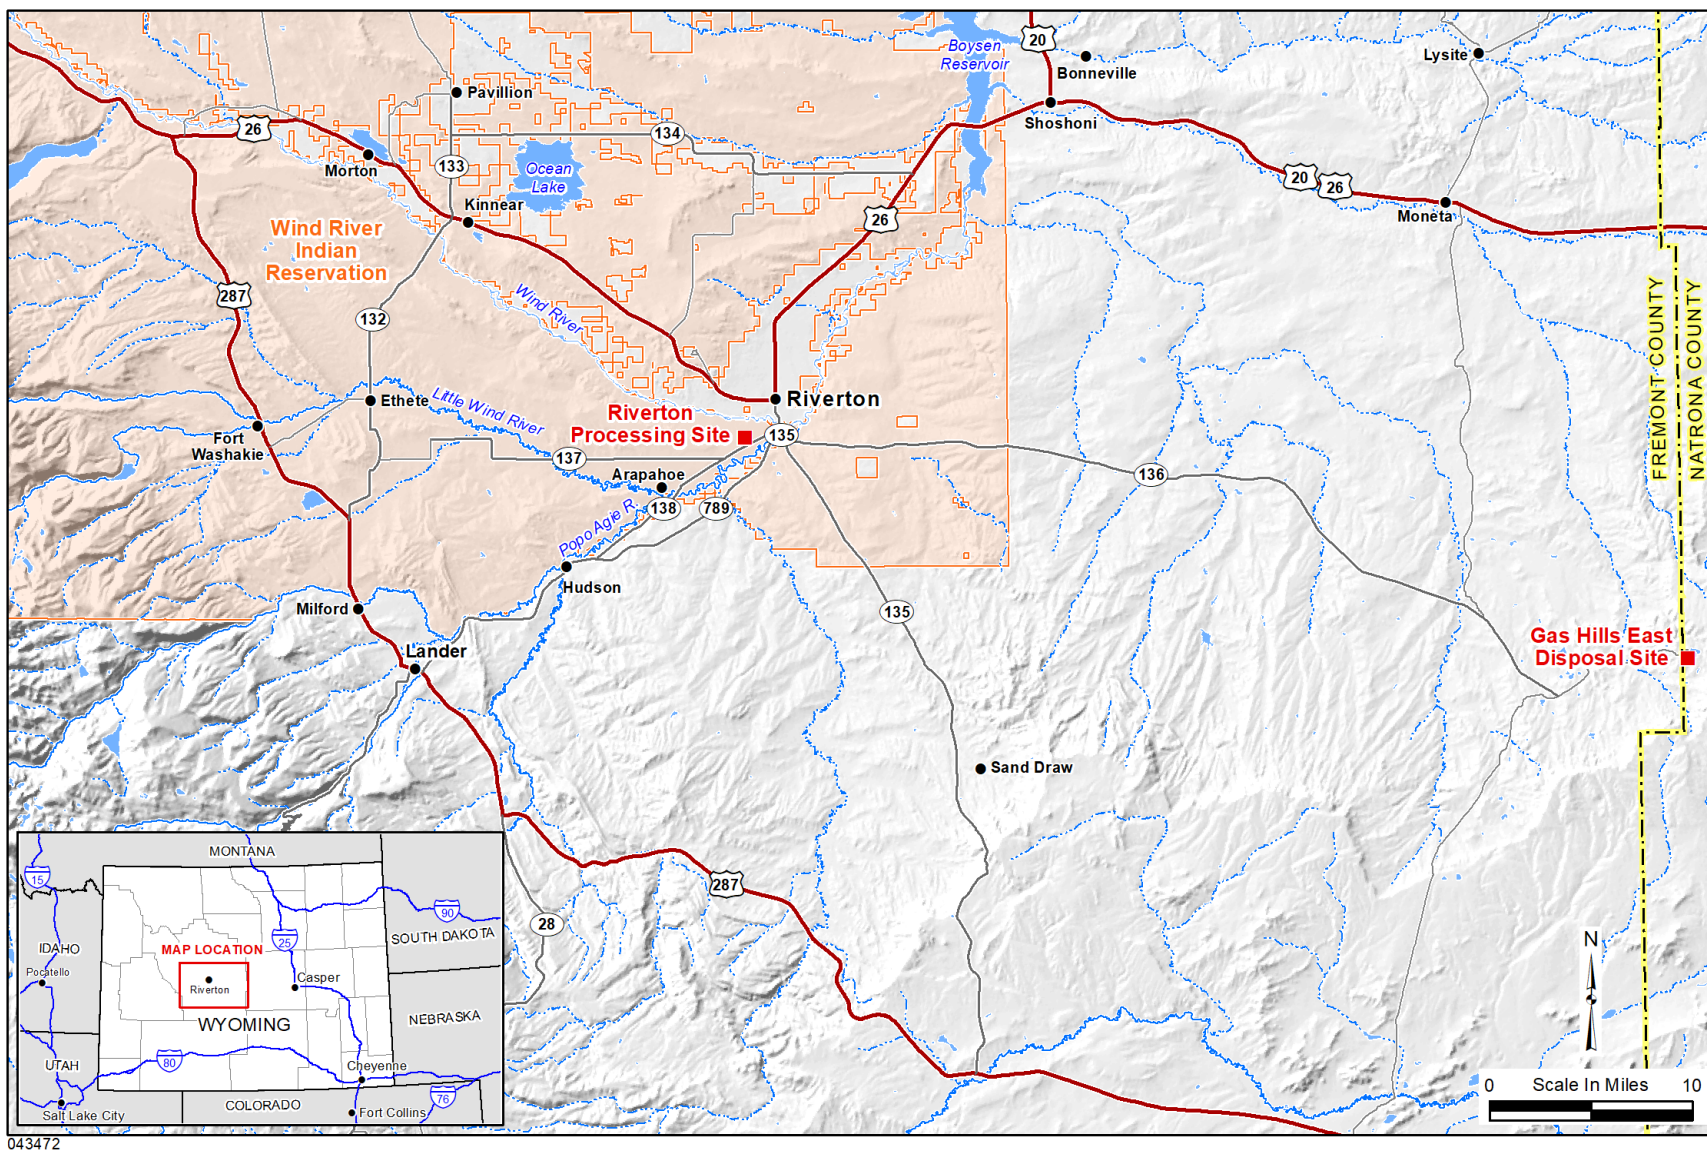 20
Bonneville
Lysite
Boysen
Reservoir
Pavillion
Shoshoni
26
134
Morton
133
Ocean
Lake
20
26
Kinnear
26
Moneta
Wind River
Indian
Reservation
287
Wind River
132
FREMONT COUNTY
NATRONA COUNTY
Ethete
Little Wind River
Riverton
Riverton
Processing Site
135
Fort
Washakie
137
Arapahoe
136
138
789
Popo Agie R.
Hudson
Milford
135
Lander
Gas Hills East
Disposal Site
Sand Draw
287
28
MONTANA
15
90
SOUTH DAKOTA
IDAHO
Pocatello
MAP LOCATION
25
Riverton
Casper
WYOMING
NEBRASKA
UTAH
80
Cheyenne
76
COLORADO
Salt Lake City
Fort Collins
N
0 Scale In Miles 10
043472